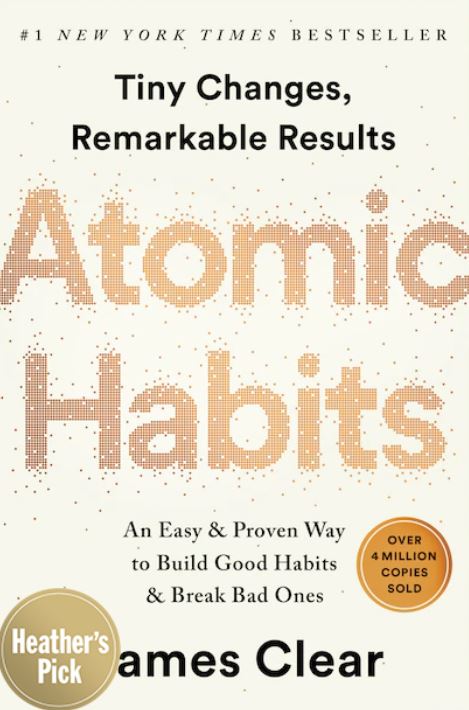 #1 NEW YORK TIMES BESTSELLER
Tiny Changes,
Remarkable Results
Atomic
Habits
An Easy & Proven Way
to Build Good Habits
& Break Bad Ones
OVER
4 MILLION
COPIES
SOLD
Heather's
Pick
ames Clear